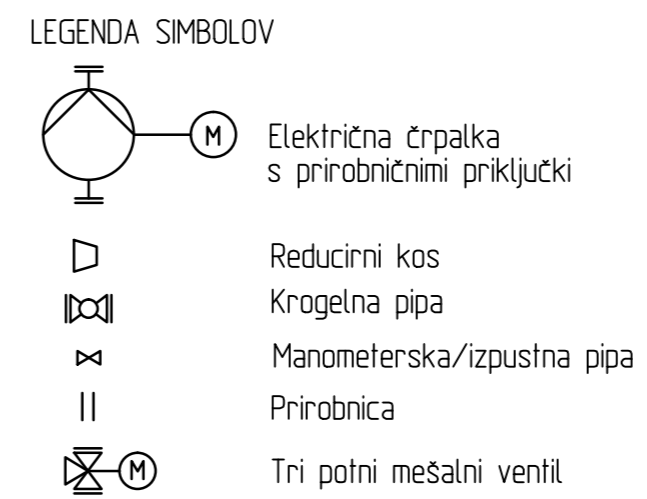 LEGENDA SIMBOLOV
M
Električna črpalka
s prirobničnimi priključki
Reducirni kos
Krogelna pipa
Manometerska/izpustna pipa
Prirobnica
M
Tri potni mešalni ventil